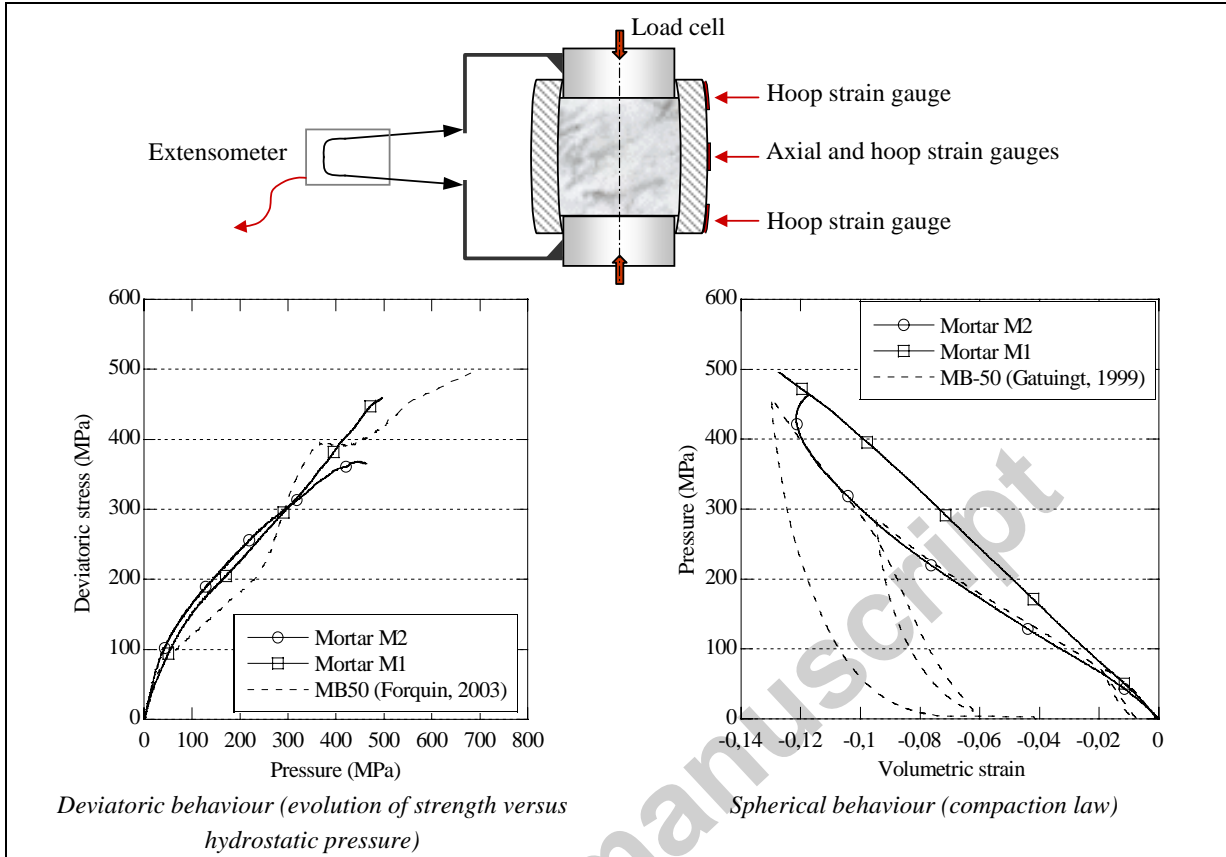 Load cell
Hoop strain gauge
Extensometer
Axial and hoop strain gauges
Hoop strain gauge
600
500
400
300
200
100
0
0 100 200 300 400 500 600 700 800
Deviatoric stress (MPa)
Pressure (MPa)
Mortar M2
Mortar M1
MB50 (Forquin, 2003)
Deviatoric behaviour (evolution of strength versus
hydrostatic pressure)
600
500
400
300
200
100
0
-0,14 -0,12 -0,1 -0,08 -0,06 -0,04 -0,02 0
Pressure (MPa)
Volumetric strain
Mortar M2
Mortar M1
MB-50 (Gatuingt, 1999)
Spherical behaviour (compaction law)
manuscript